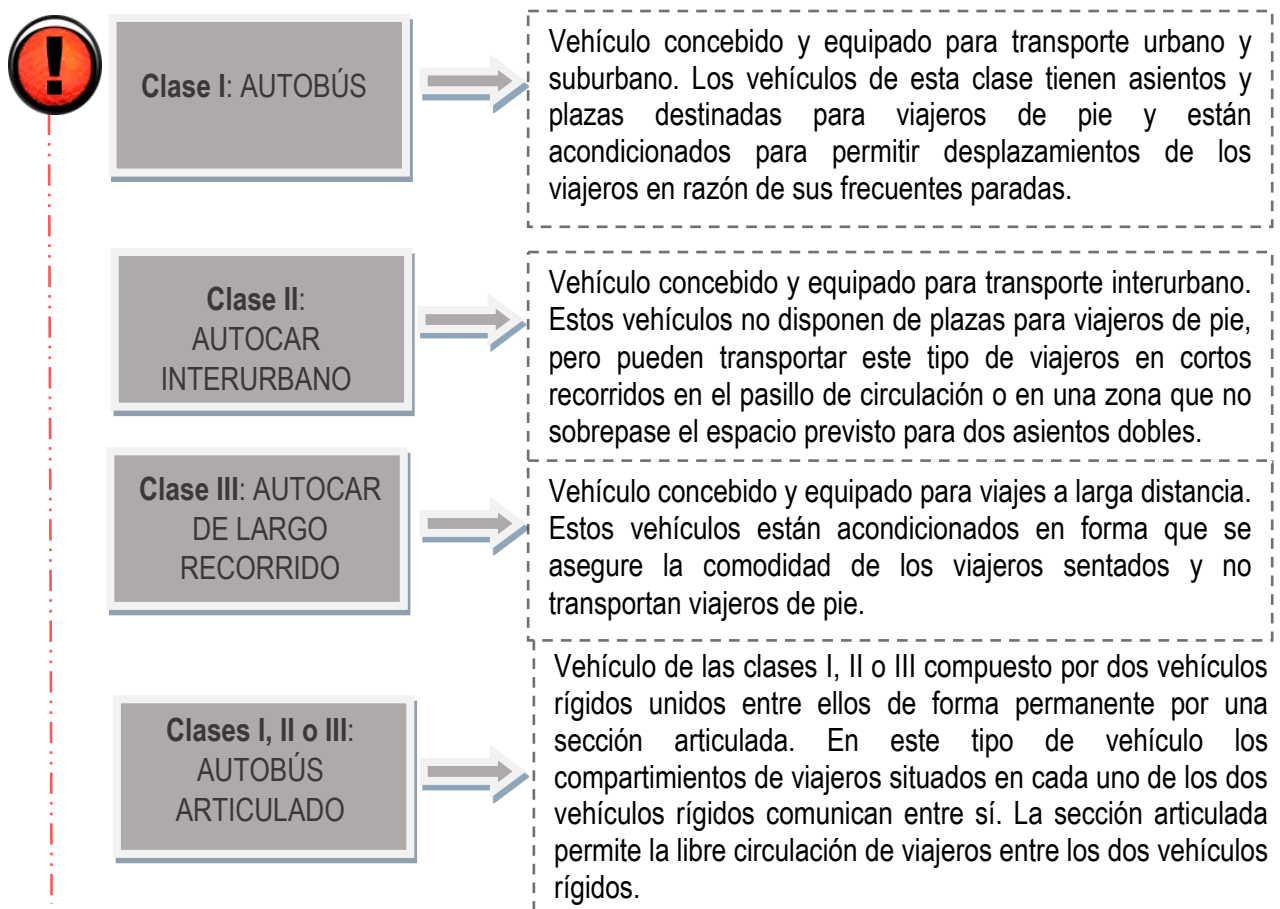 !
Clase I: AUTOBÚS
Vehículo concebido y equipado para transporte urbano y
suburbano. Los vehículos de esta clase tienen asientos y
plazas destinadas para viajeros de pie y están
acondicionados para permitir desplazamientos de los
viajeros en razón de sus frecuentes paradas.
Clase II:
AUTOCAR
INTERURBANO
Vehículo concebido y equipado para transporte interurbano.
Estos vehículos no disponen de plazas para viajeros de pie,
pero pueden transportar este tipo de viajeros en cortos
recorridos en el pasillo de circulación o en una zona que no
sobrepase el espacio previsto para dos asientos dobles.
Clase III: AUTOCAR
DE LARGO
RECORRIDO
Vehículo concebido y equipado para viajes a larga distancia.
Estos vehículos están acondicionados en forma que se
asegure la comodidad de los viajeros sentados y no
transportan viajeros de pie.
Clases I, II o III:
AUTOBÚS
ARTICULADO
Vehículo de las clases I, II o III compuesto por dos vehículos
rígidos unidos entre ellos de forma permanente por una
sección articulada. En este tipo de vehículo los
compartimientos de viajeros situados en cada uno de los dos
vehículos rígidos comunican entre sí. La sección articulada
permite la libre circulación de viajeros entre los dos vehículos
rígidos.